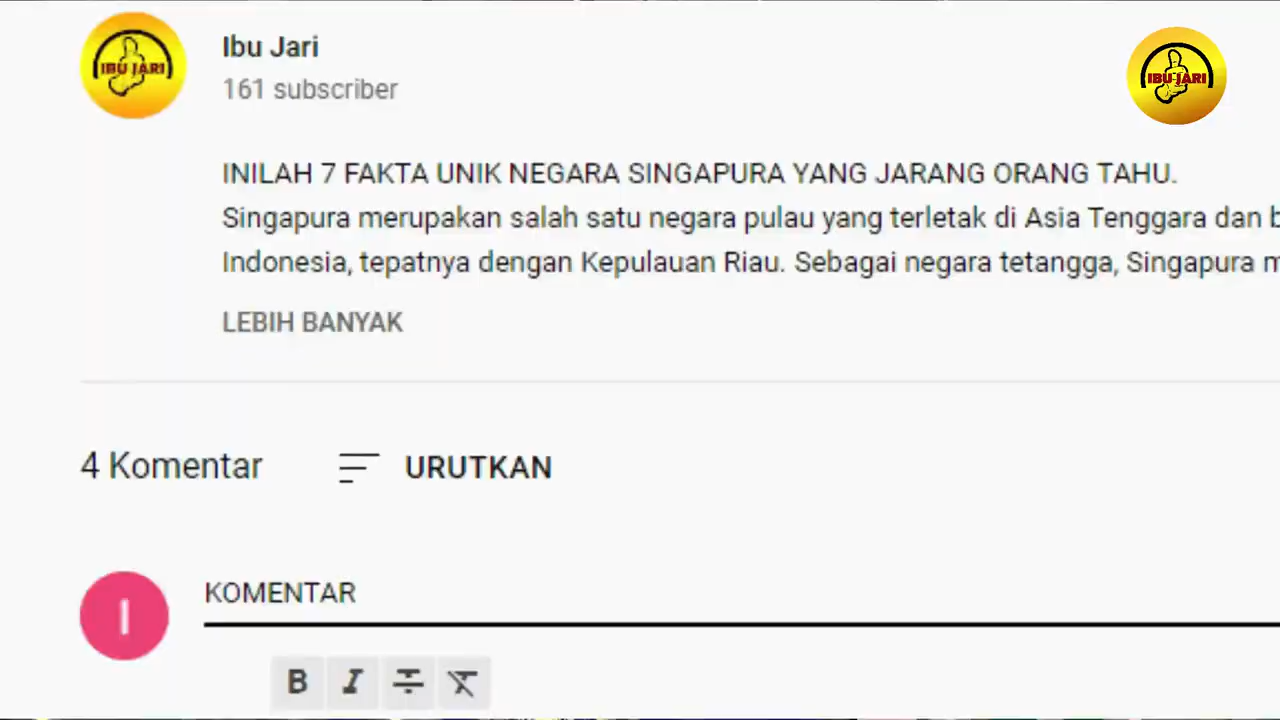 IBU JARI
Ibu Jari
161 subscriber
IBU JARI
INILAH 7 FAKTA UNIK NEGARA SINGAPURA YANG JARANG ORANG TAHU.
Singapura merupakan salah satu negara pulau yang terletak di Asia Tenggara dan
Indonesia, tepatnya dengan Kepulauan Riau. Sebagai negara tetangga, Singapura
LEBIH BANYAK
4 Komentar
URUTKAN
I
KOMENTAR
B I T T